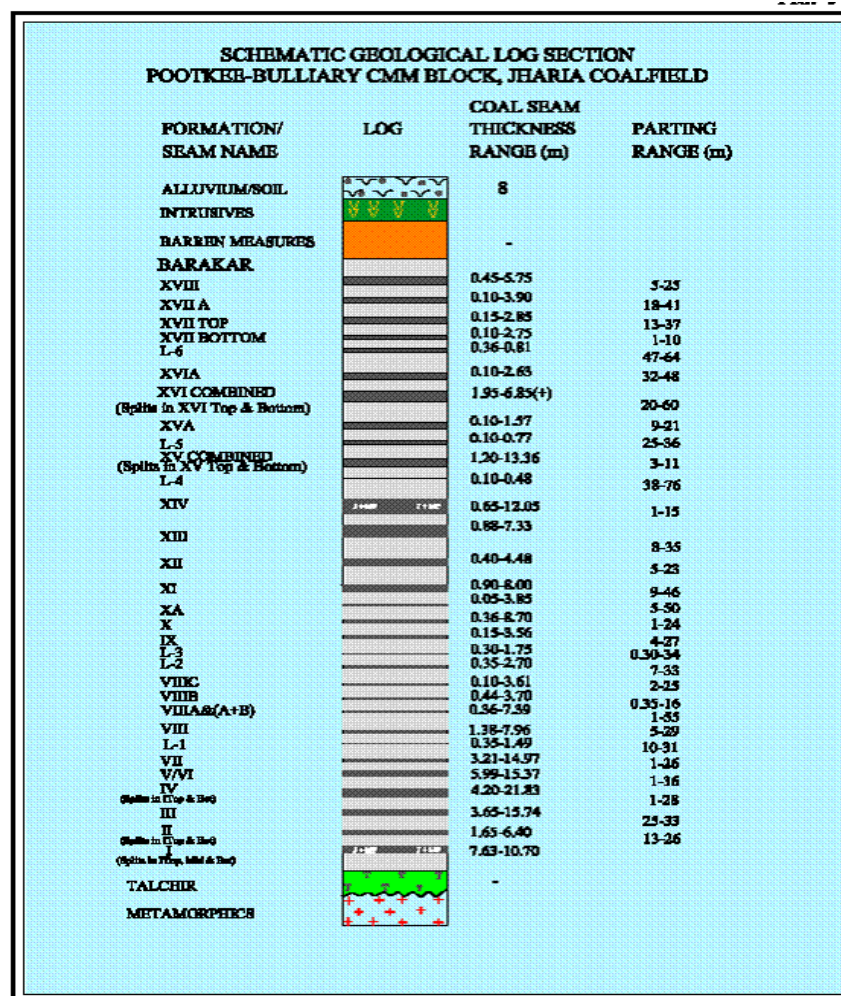 SCHEMATIC GEOLOGICAL LOG SECTION
POOTKEE-BULLIARY CMM BLOCK, JHARIA COALFIELD
FORMATION/ SEAM NAME LOG COAL SEAM THICKNESS RANGE (m) PARTING RANGE (m)
ALLUVIUM/SOIL 8
INTRUSIVES
BARREN MEASURES -
BARAKAR
XVIII 0.45-5.75
5-25
XVII A 0.10-3.90
18-41
XVII TOP 0.15-2.85
13-37
XVII BOTTOM 0.10-2.75
1-10
L-6 0.36-0.81
47-64
XVIA 0.10-2.63
32-48
XVI COMBINED 1.95-6.85(+)
(Splits in XVI Top & Bottom)
20-60
XVA 0.10-1.57
9-21
L-5 0.10-0.77
25-36
XV COMBINED 1.20-13.36
(Splits in XV Top & Bottom)
3-11
L-4 0.10-0.48
38-76
XIV 0.65-12.05
1-15
XIII 0.88-7.33
8-35
XII 0.40-4.48
5-23
XI 0.90-8.00
9-46
XA 0.05-3.85
5-50
X 0.36-8.70
1-24
IX 0.15-3.56
4-27
L-3 0.30-1.75
0.30-34
L-2 0.35-2.70
7-33
VIIIC 0.10-3.61
2-25
VIIIB 0.44-3.70
0.35-16
VIIIA&(A+B) 0.36-7.39
1-55
VIII 1.38-7.96
5-29
L-1 0.35-1.49
10-31
VII 3.21-14.97
1-26
V/VI 5.99-15.37
1-36
IV 4.20-21.83
1-28
III 3.65-15.74
25-33
II 1.65-6.40
13-26
I 7.63-10.70
TALCHIR -
METAMORPHICS